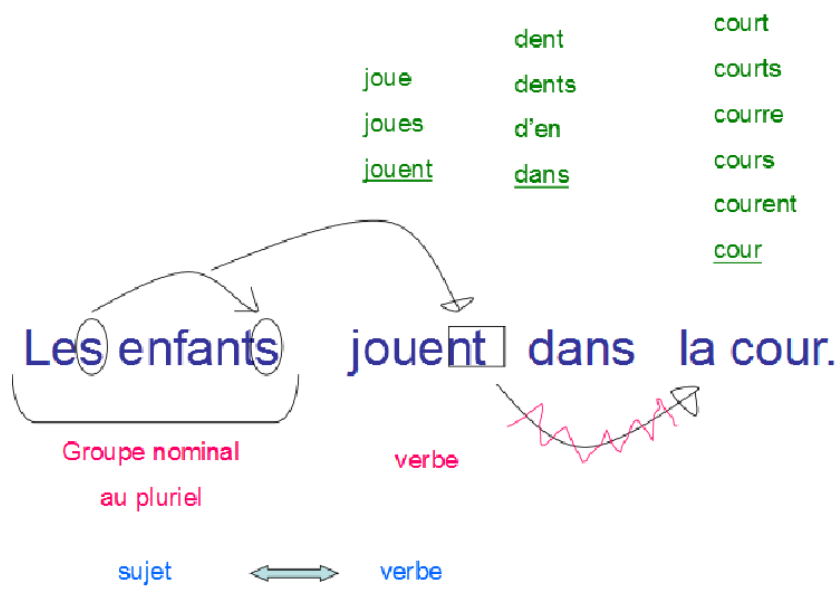 joue
joues
jouent
dent
dents
d'en
dans
court
courts
courre
cours
courent
cour
Les enfants jouent dans la cour.
Groupe nominal
au pluriel
verbe
sujet
verbe